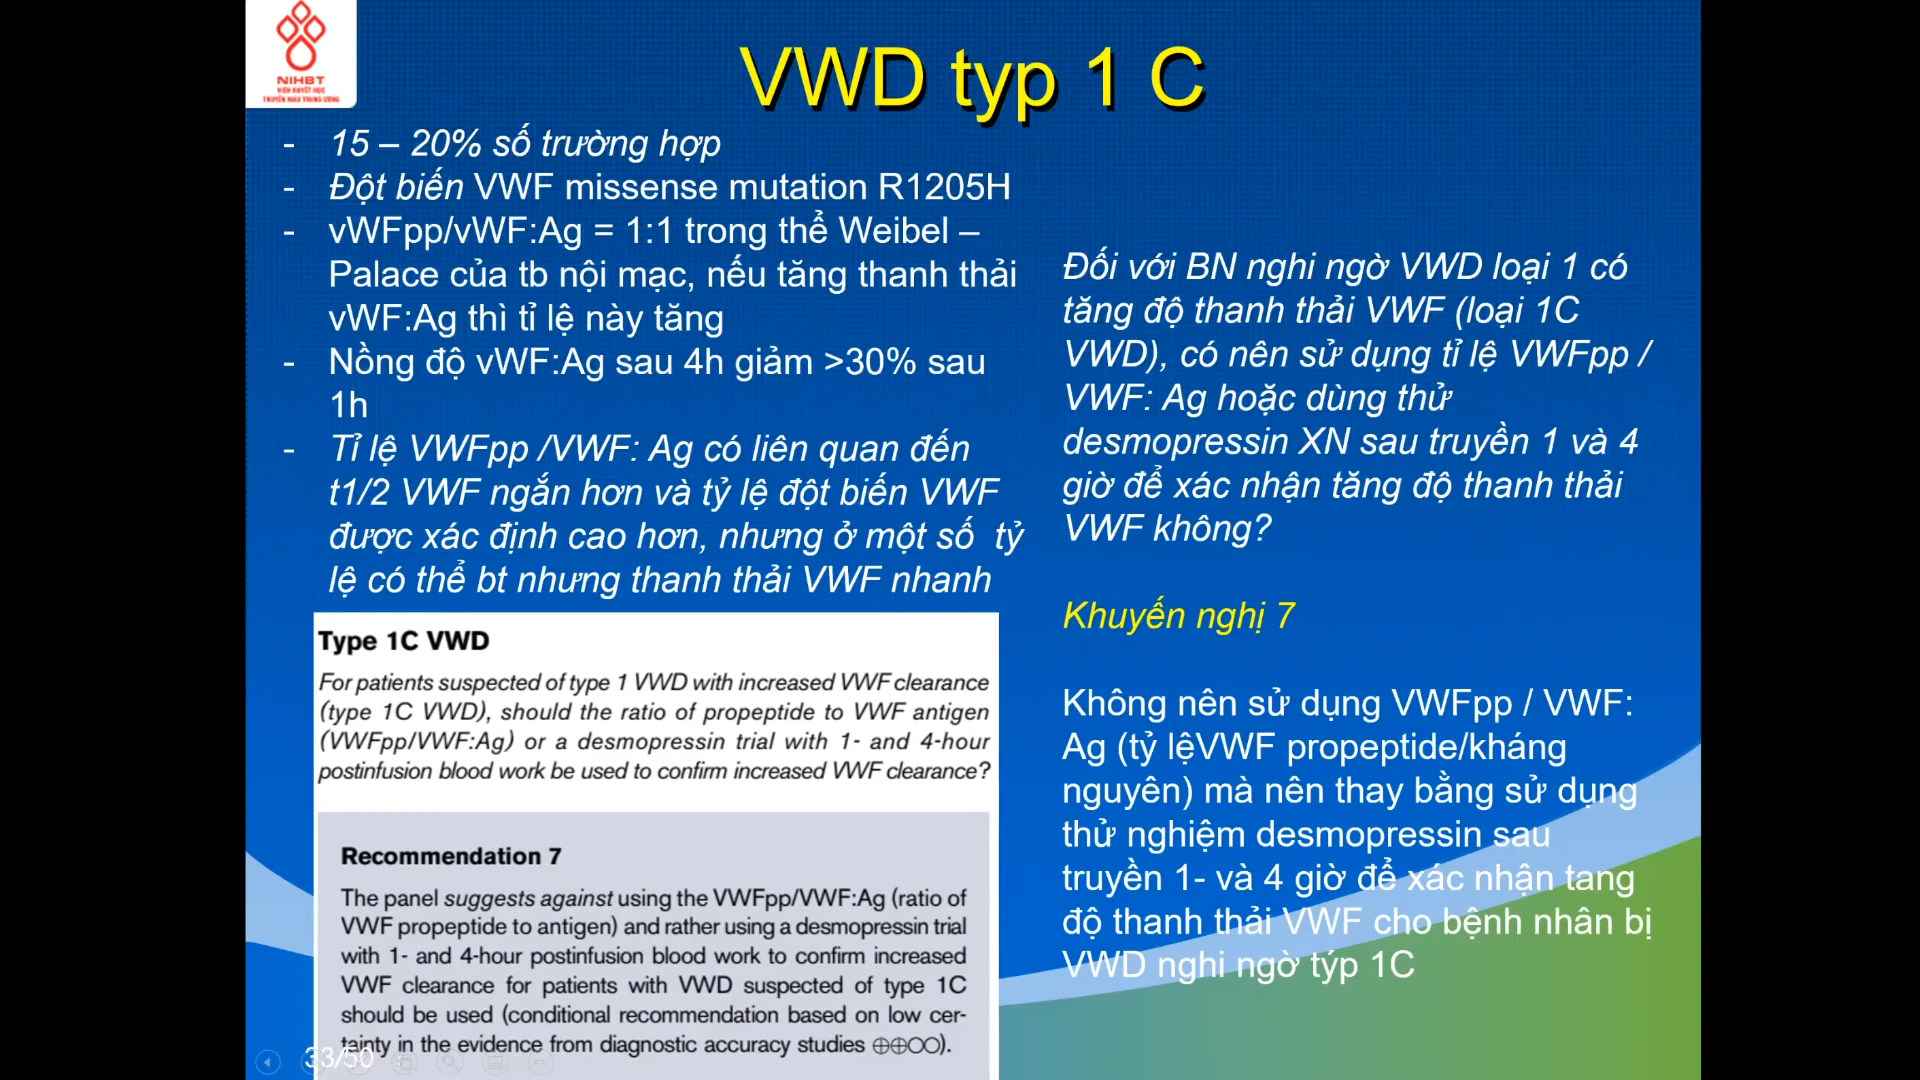 NIHBT
VIỆN HUYẾT HỌC
TRUYỀN MÁU TRUNG ƯƠNG
VWD typ 1 C
- 15 – 20% số trường hợp
- Đột biến VWF missense mutation R1205H
- vWFpp/vWF:Ag = 1:1 trong thể Weibel –
Palace của tb nội mạc, nếu tăng thanh thải
vWF:Ag thì tỉ lệ này tăng
- Nồng độ vWF:Ag sau 4h giảm >30% sau
1h
- Tỉ lệ VWFpp /VWF: Ag có liên quan đến
t1/2 VWF ngắn hơn và tỷ lệ đột biến VWF
được xác định cao hơn, nhưng ở một số tỷ
lệ có thể bt nhưng thanh thải VWF nhanh
Type 1C VWD
For patients suspected of type 1 VWD with increased VWF clearance
(type 1C VWD), should the ratio of propeptide to VWF antigen
(VWFpp/VWF:Ag) or a desmopressin trial with 1- and 4-hour
postinfusion blood work be used to confirm increased VWF clearance?
Recommendation 7
The panel suggests against using the VWFpp/VWF:Ag (ratio of
VWF propeptide to antigen) and rather using a desmopressin trial
with 1- and 4-hour postinfusion blood work to confirm increased
VWF clearance for patients with VWD suspected of type 1C
should be used (conditional recommendation based on low cer-
tainty in the evidence from diagnostic accuracy studies ⊕⊕○○).
33/50
Đối với BN nghi ngờ VWD loại 1 có
tăng độ thanh thải VWF (loại 1C
VWD), có nên sử dụng tỉ lệ VWFpp /
VWF: Ag hoặc dùng thử
desmopressin XN sau truyền 1 và 4
giờ để xác nhận tăng độ thanh thải
VWF không?
Khuyến nghị 7
Không nên sử dụng VWFpp / VWF:
Ag (tỷ lệVWF propeptide/kháng
nguyên) mà nên thay bằng sử dụng
thử nghiệm desmopressin sau
truyền 1- và 4 giờ để xác nhận tang
độ thanh thải VWF cho bệnh nhân bị
VWD nghi ngờ týp 1C